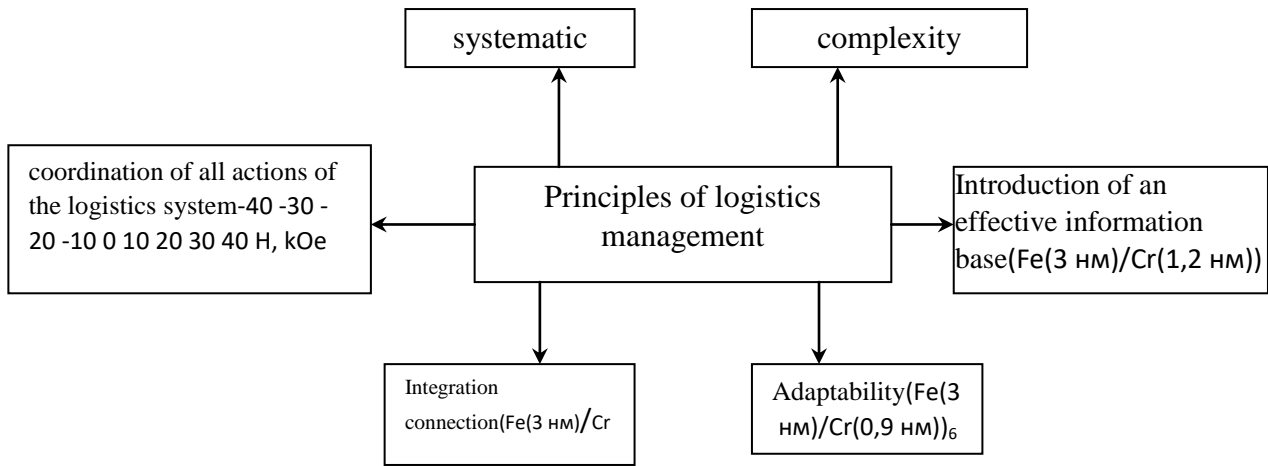 systematic
complexity
coordination of all actions of
the logistics system-40 -30 -
20 -10 0 10 20 30 40 H, kOe
Principles of logistics
management
Introduction of an
effective information
base(Fe(3 нм)/Cr(1,2 нм))
Integration
connection(Fe(3 нм)/Cr
Adaptability(Fe(3
нм)/Cr(0,9 нм))₆